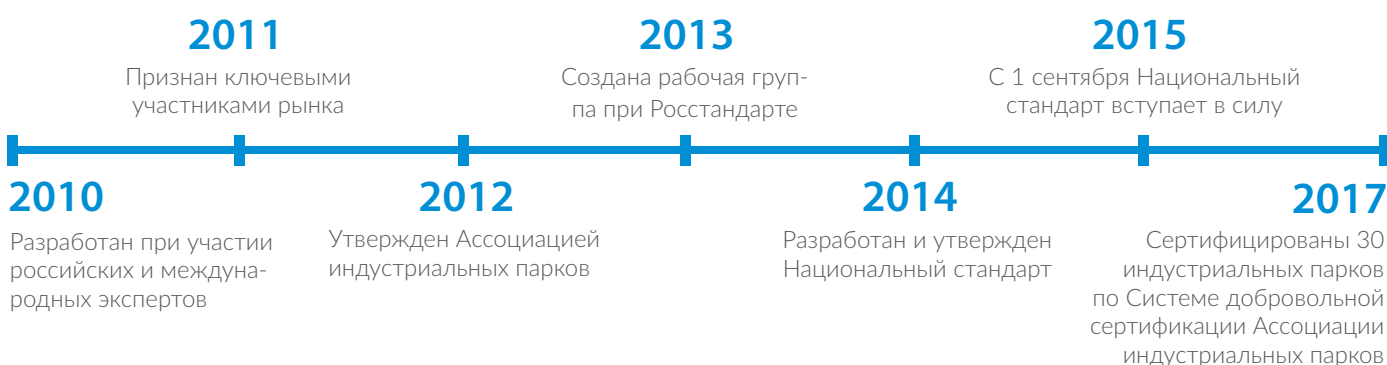 2011
Признан ключевыми
участниками рынка
2013
Создана рабочая груп-
па при Росстандарте
2015
С 1 сентября Национальный
стандарт вступает в силу
2010
Разработан при участии
российских и междуна-
родных экспертов
2012
Утвержден Ассоциацией
индустриальных парков
2014
Разработан и утвержден
Национальный стандарт
2017
Сертифицированы 30
индустриальных парков
по Системе добровольной
сертификации Ассоциации
индустриальных парков